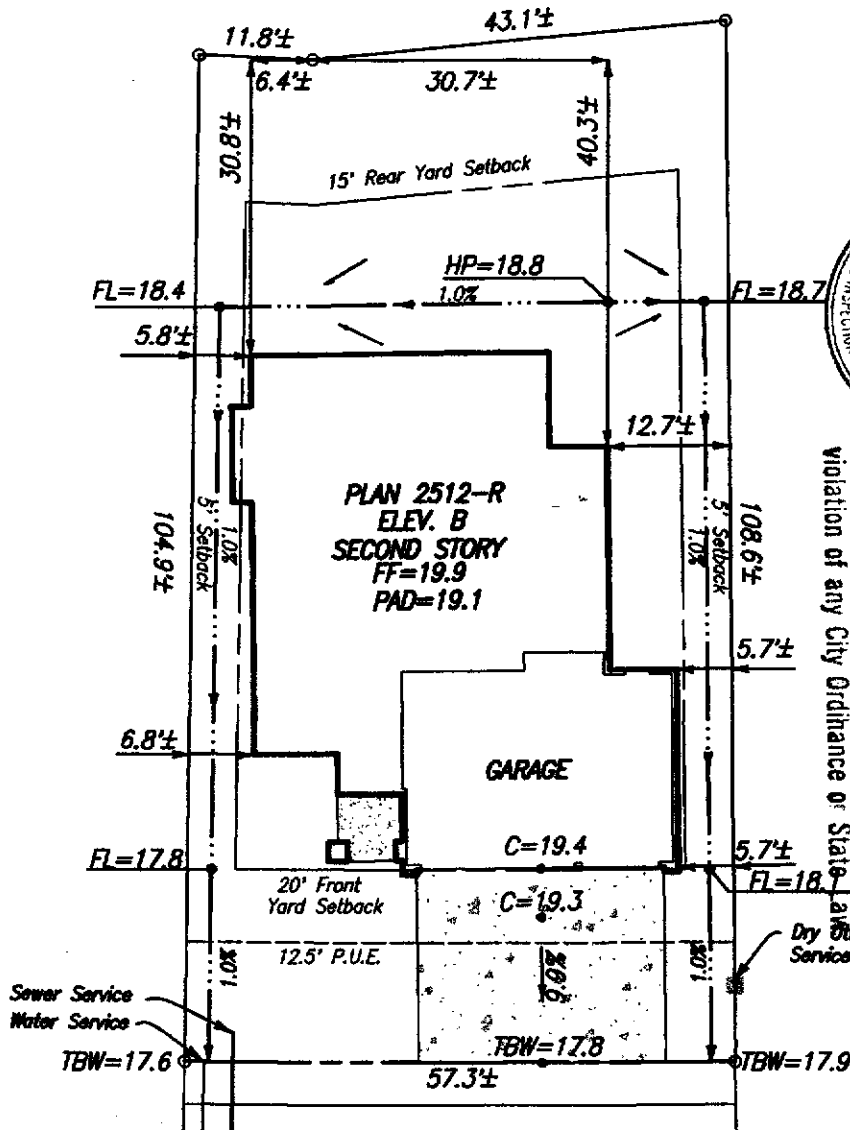 43.1'±
11.8'±
6.4'±
30.7'±
30.8'±
40.3'±
15' Rear Yard Setback
HP=18.8
FL=18.4
1.0%
FL=18.7
5.8'±
12.7'±
PLAN 2512-R
ELEV. B
SECOND STORY
FF=19.9
PAD=19.1
104.9'±
5' Setback
1.0%
108.6'±
5' Setback
1.0%
violation of any City Ordinance or State
5.7'±
6.8'±
GARAGE
C=19.4
5.7'±
FL=17.8
FL=18.1
20' Front
Yard Setback
C=19.3
12.5' P.U.E.
1.0%
9.0%
1.0%
Dry
Service
Sewer Service
Water Service
TBW=17.6
TBW=17.8
TBW=17.9
57.3'±